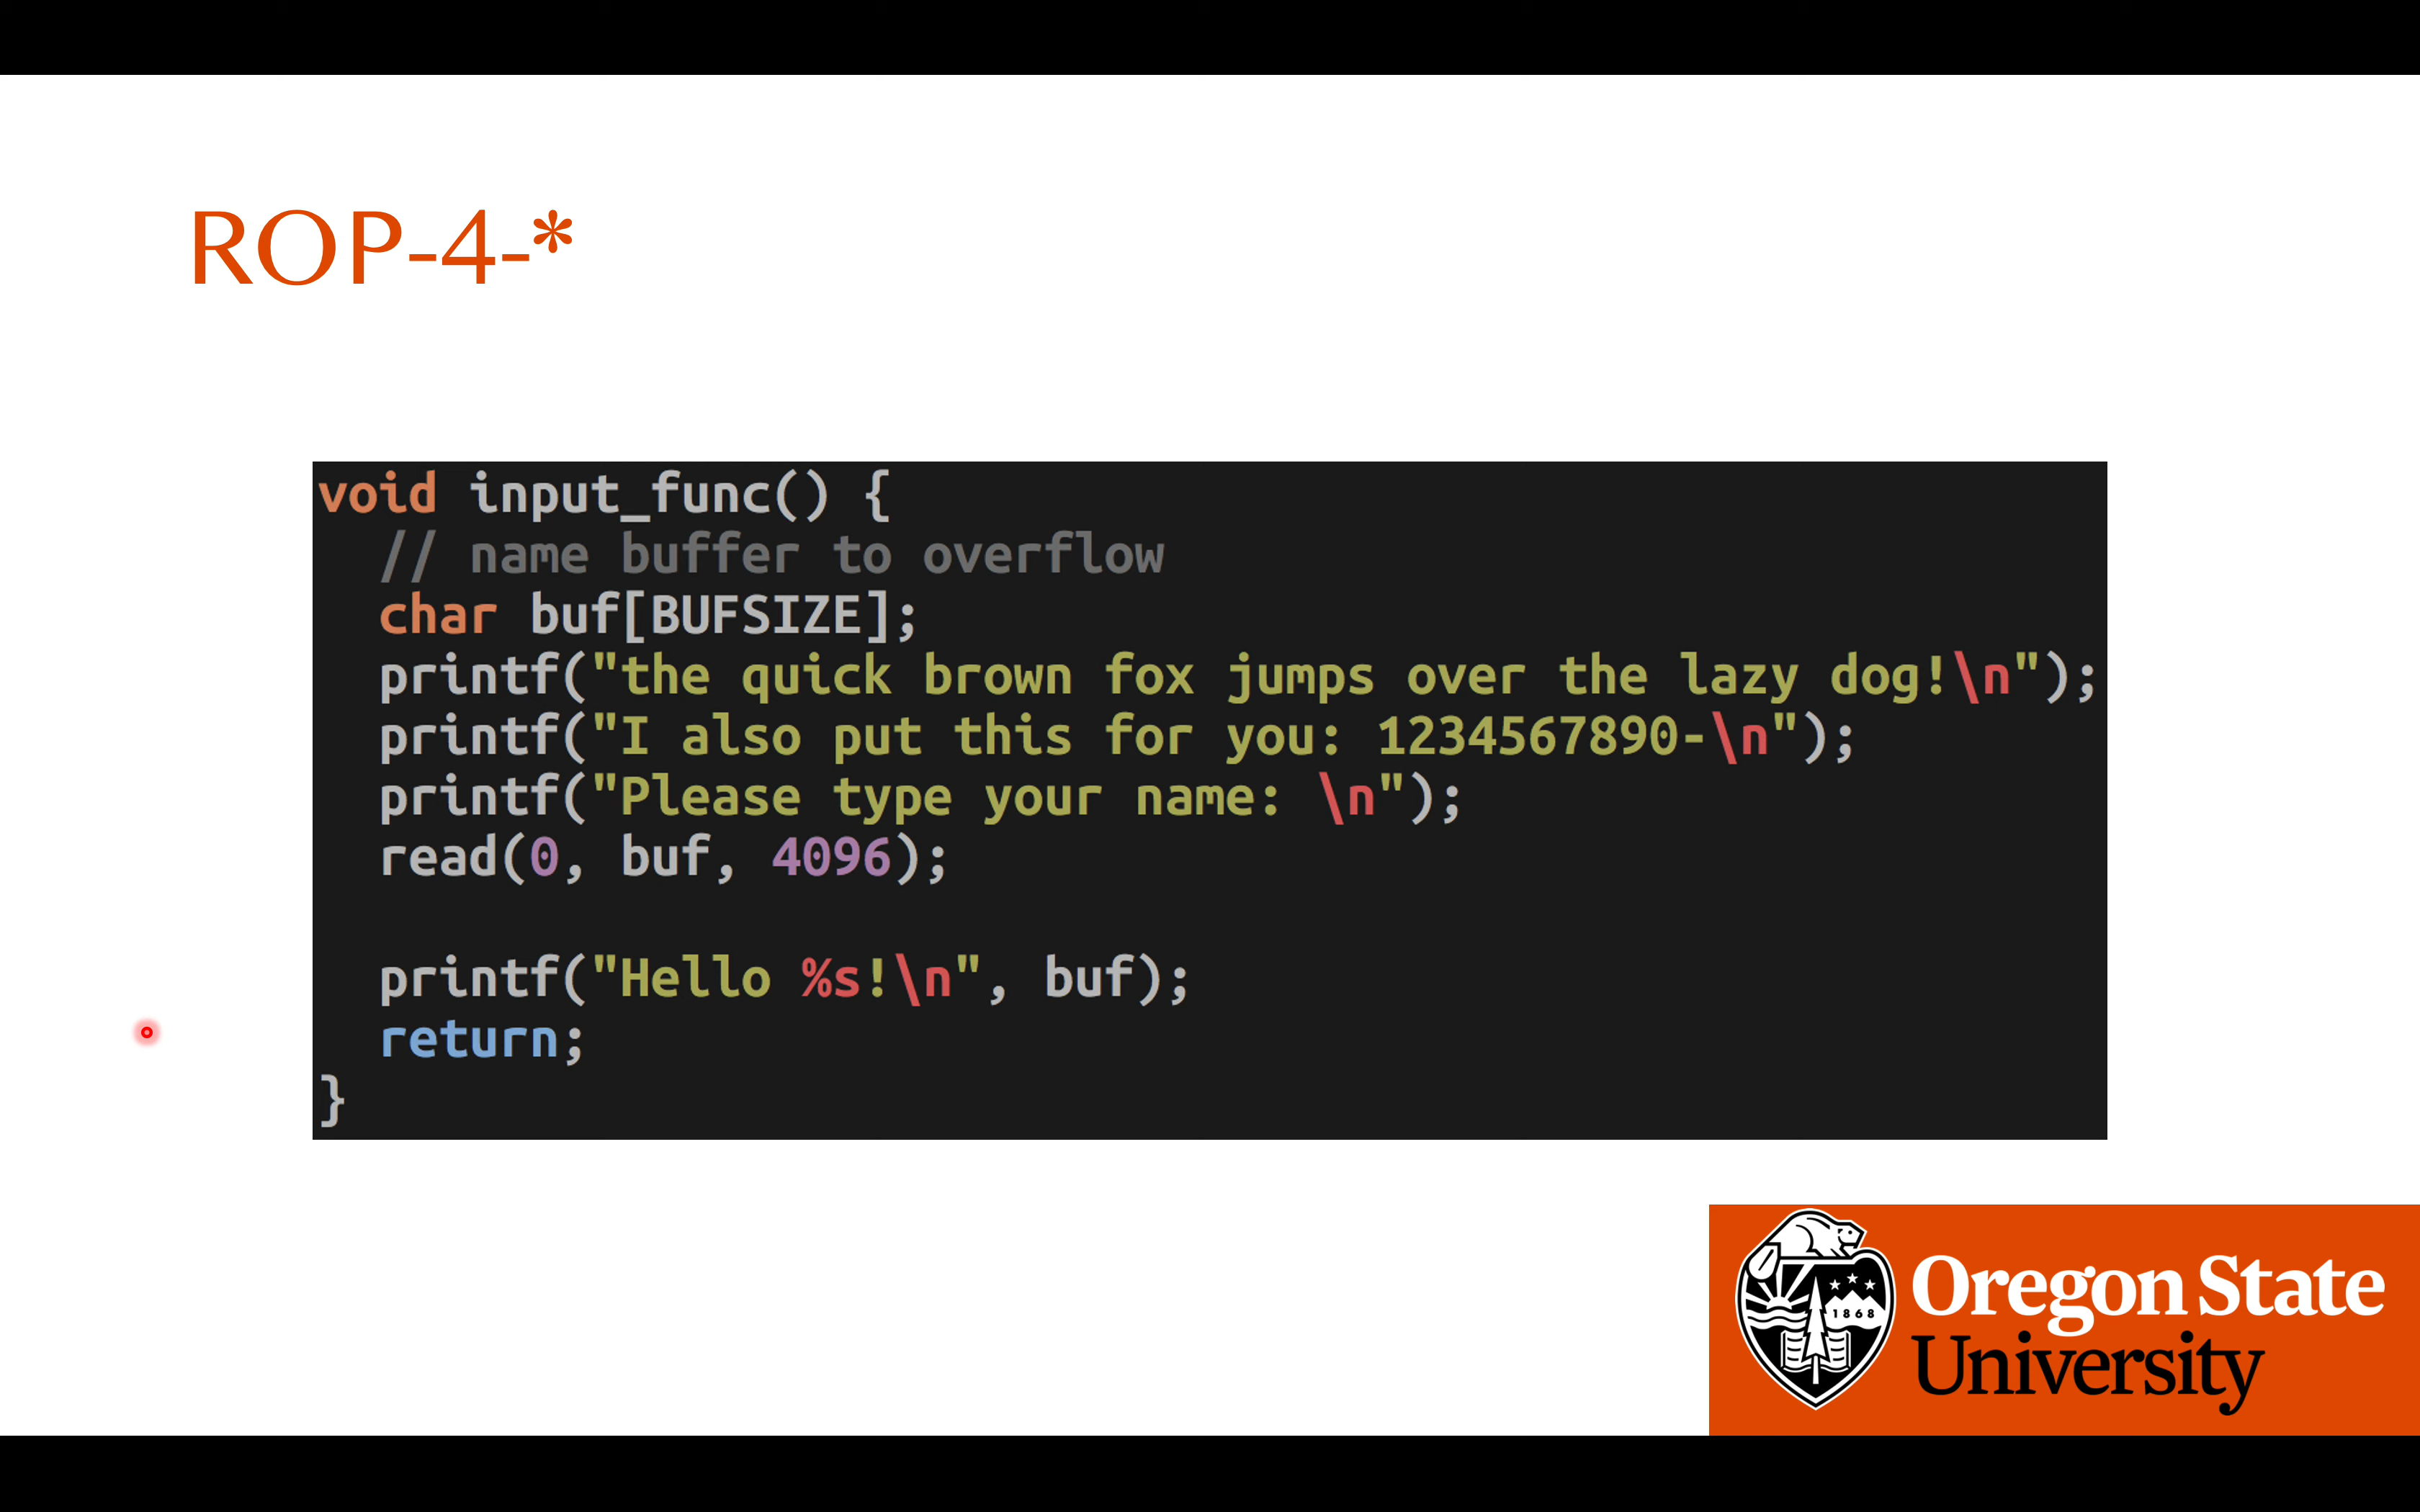 ROP-4-*
void input_func() {
// name buffer to overflow
char buf[BUFSIZE];
printf("the quick brown fox jumps over the lazy dog!\n");
printf("I also put this for you: 1234567890-\n");
printf("Please type your name: \n");
read(0, buf, 4096);
printf("Hello %s!\n", buf);
return;
}
1868
Oregon State
University